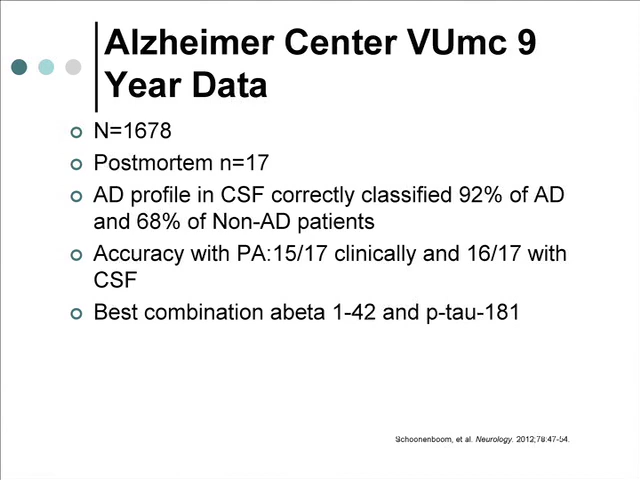 Alzheimer Center VUmc 9
Year Data
N=1678
Postmortem n=17
AD profile in CSF correctly classified 92% of AD
and 68% of Non-AD patients
Accuracy with PA:15/17 clinically and 16/17 with
CSF
Best combination abeta 1-42 and p-tau-181
Schoonenboom, et al. Neurology. 2012;78:47-54.